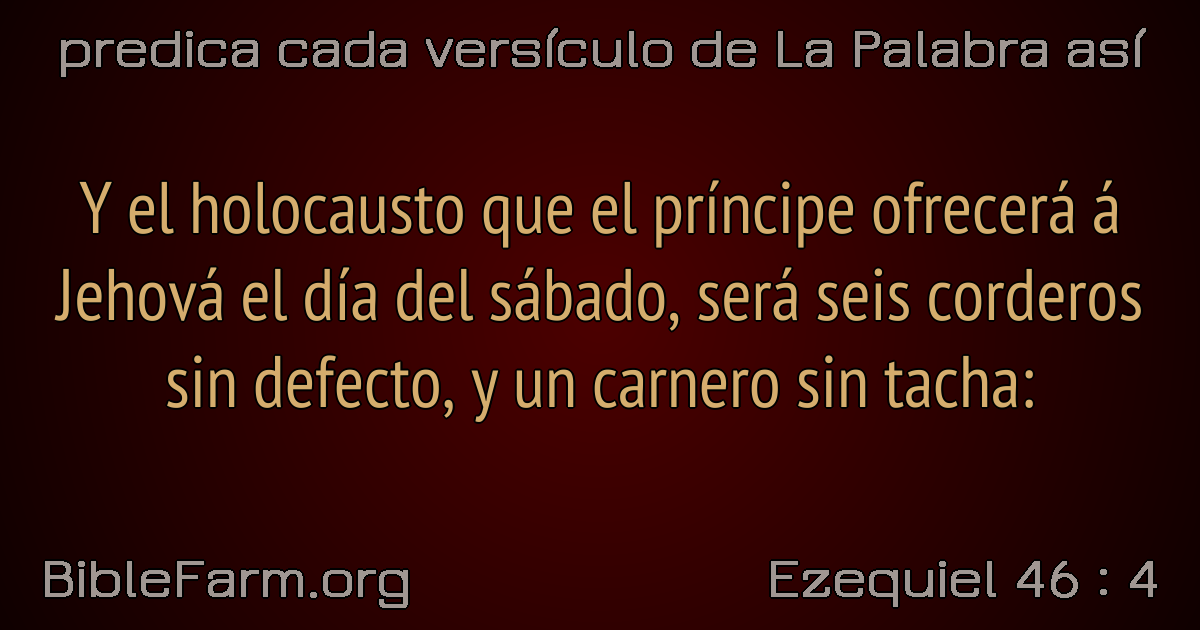 predica cada versículo de La Palabra así
Y el holocausto que el príncipe ofrecerá á
Jehová el día del sábado, será seis corderos
sin defecto, y un carnero sin tacha:
BibleFarm.org
Ezequiel 46 : 4